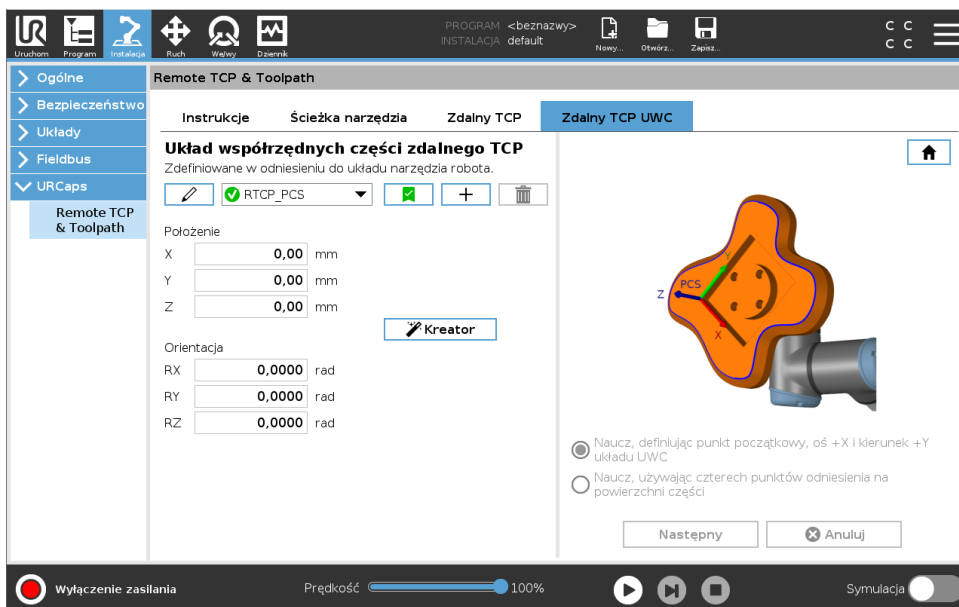 PROGRAM <beznazwy>
INSTALACJA default
Uruchom Program Instalacja Ruch We/wy Dziennik Nowy... Otwórz... Zapisz...
C C
C C
Ogólne
Bezpieczeństwo
Układy
Fieldbus
URCaps
Remote TCP
& Toolpath
Remote TCP & Toolpath
Instrukcje Ścieżka narzędzia Zdalny TCP Zdalny TCP UWC
Układ współrzędnych części zdalnego TCP
Zdefiniowane w odniesieniu do układu narzędzia robota.
RTCP_PCS
Położenie
X 0,00 mm
Y 0,00 mm
Z 0,00 mm
Kreator
Orientacja
RX 0,0000 rad
RY 0,0000 rad
RZ 0,0000 rad
Y
PCS
Z
X
Naucz, definiując punkt początkowy, oś +X i kierunek +Y
układu UWC
Naucz, używając czterech punktów odniesienia na
powierzchni części
Następny Anuluj
Wyłączenie zasilania Prędkość 100% Symulacja